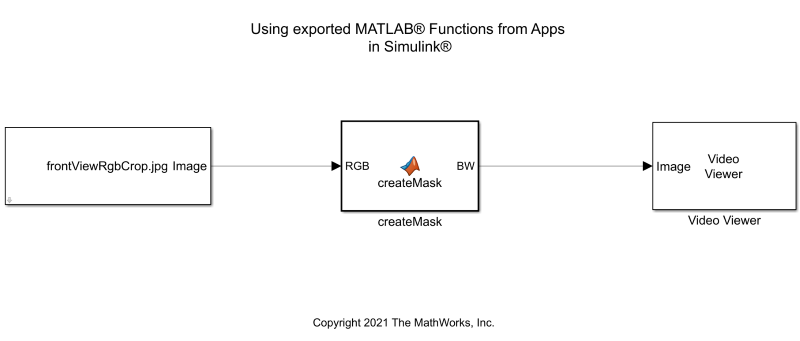 Using exported MATLAB® Functions from Apps
in Simulink®
frontViewRgbCrop.jpg Image
RGB
createMask
BW
createMask
Image
Video
Viewer
Video Viewer
Copyright 2021 The MathWorks, Inc.